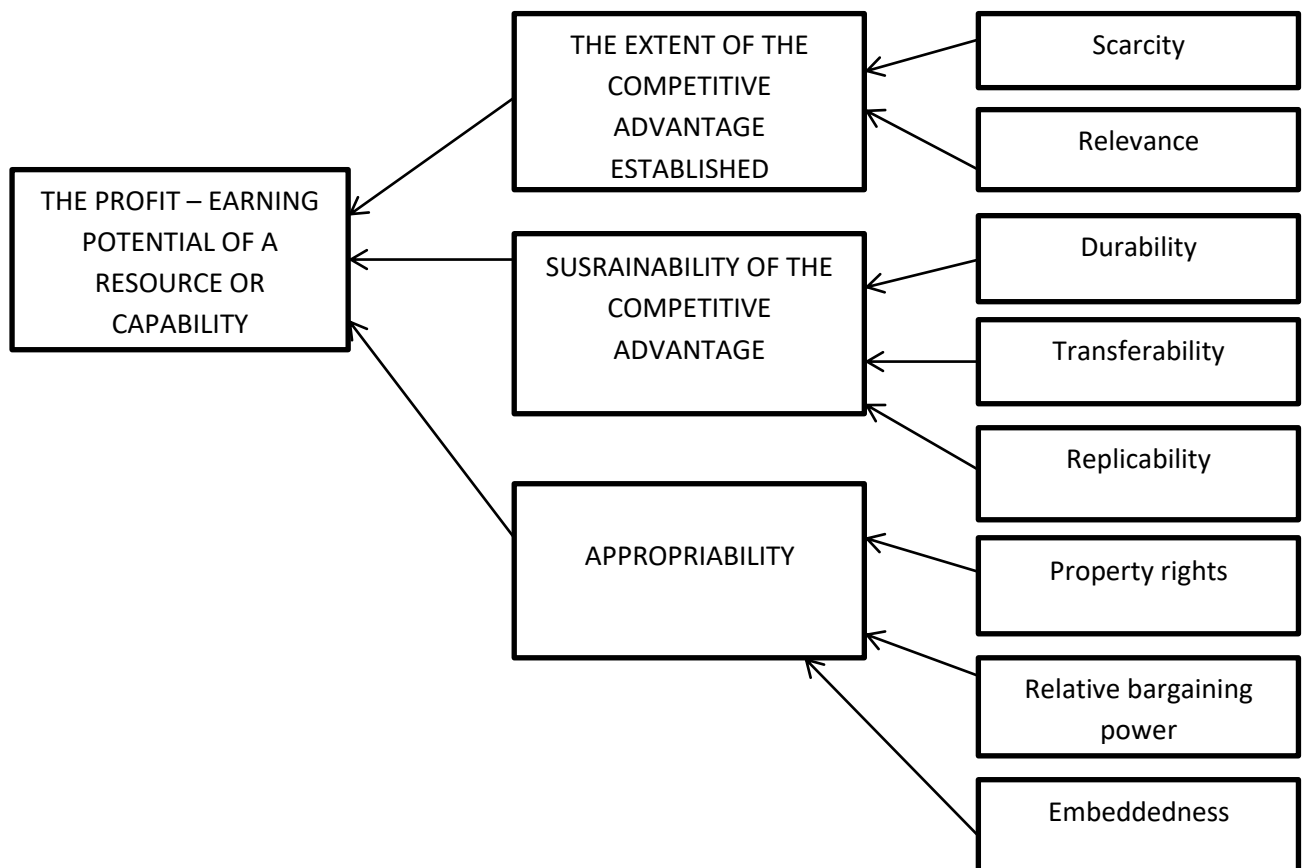 THE PROFIT – EARNING
POTENTIAL OF A
RESOURCE OR
CAPABILITY
THE EXTENT OF THE
COMPETITIVE
ADVANTAGE
ESTABLISHED
SUSRAINABILITY OF THE
COMPETITIVE
ADVANTAGE
APPROPRIABILITY
Scarcity
Relevance
Durability
Transferability
Replicability
Property rights
Relative bargaining
power
Embeddedness